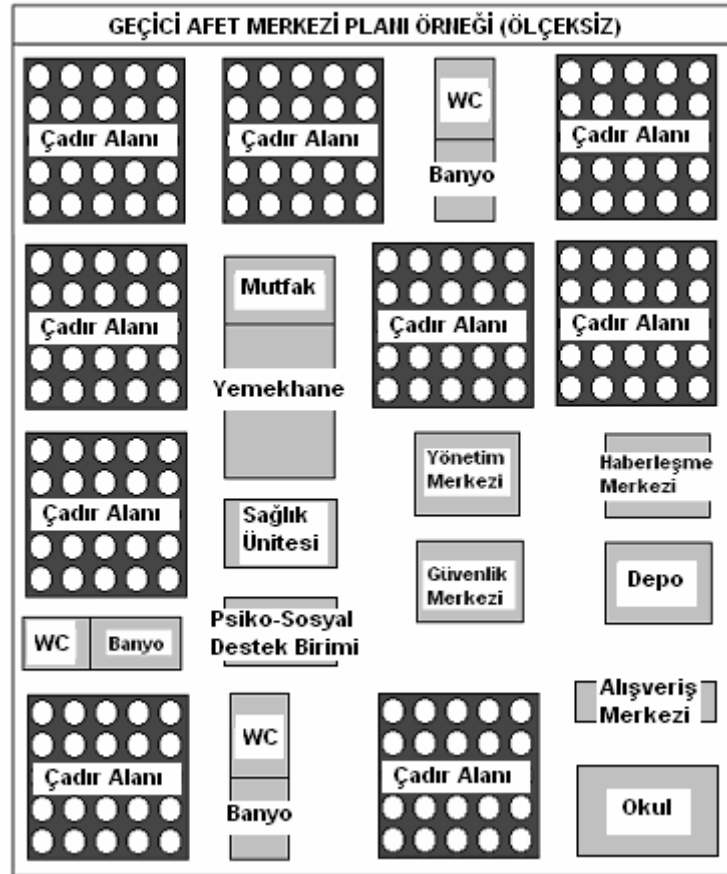 GEÇİCİ AFET MERKEZİ PLANI ÖRNEĞİ (ÖLÇEKSİZ)
Çadır Alanı
Çadır Alanı
WC
Banyo
Çadır Alanı
Çadır Alanı
Mutfak
Yemekhane
Çadır Alanı
Çadır Alanı
Çadır Alanı
Sağlık
Ünitesi
Yönetim
Merkezi
Haberleşme
Merkezi
Güvenlik
Merkezi
Depo
WC
Banyo
Psiko-Sosyal
Destek Birimi
Alışveriş
Merkezi
Çadır Alanı
WC
Banyo
Çadır Alanı
Okul